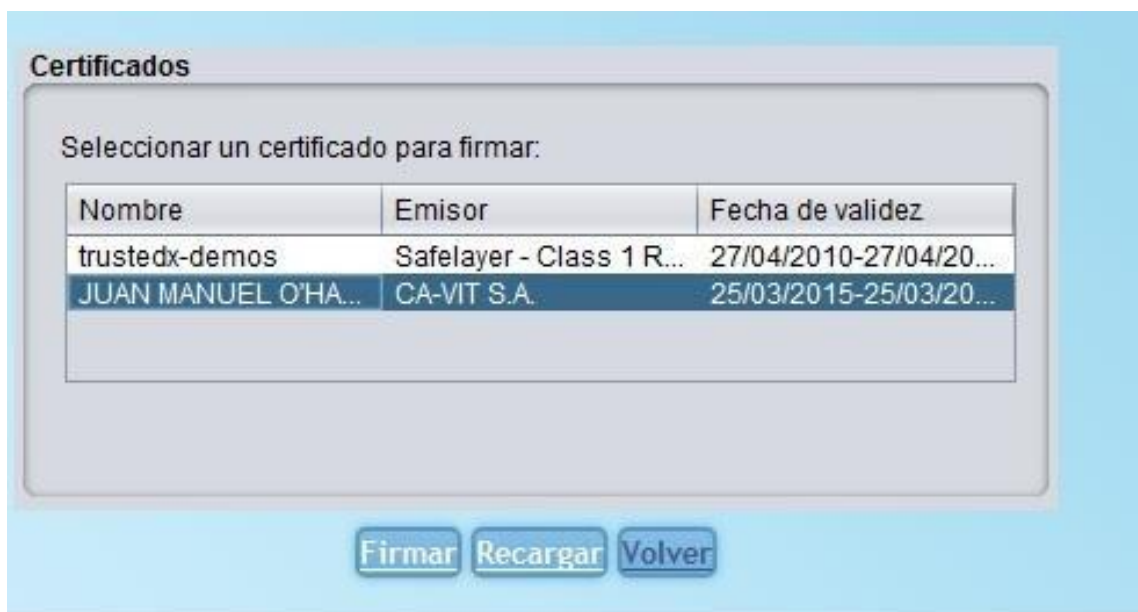 Certificados
Seleccionar un certificado para firmar:
Nombre Emisor Fecha de validez
trustedx-demos Safelayer - Class 1 R... 27/04/2010-27/04/20...
JUAN MANUEL O'HA... CA-VIT S.A. 25/03/2015-25/03/20...
Firmar Recargar Volver